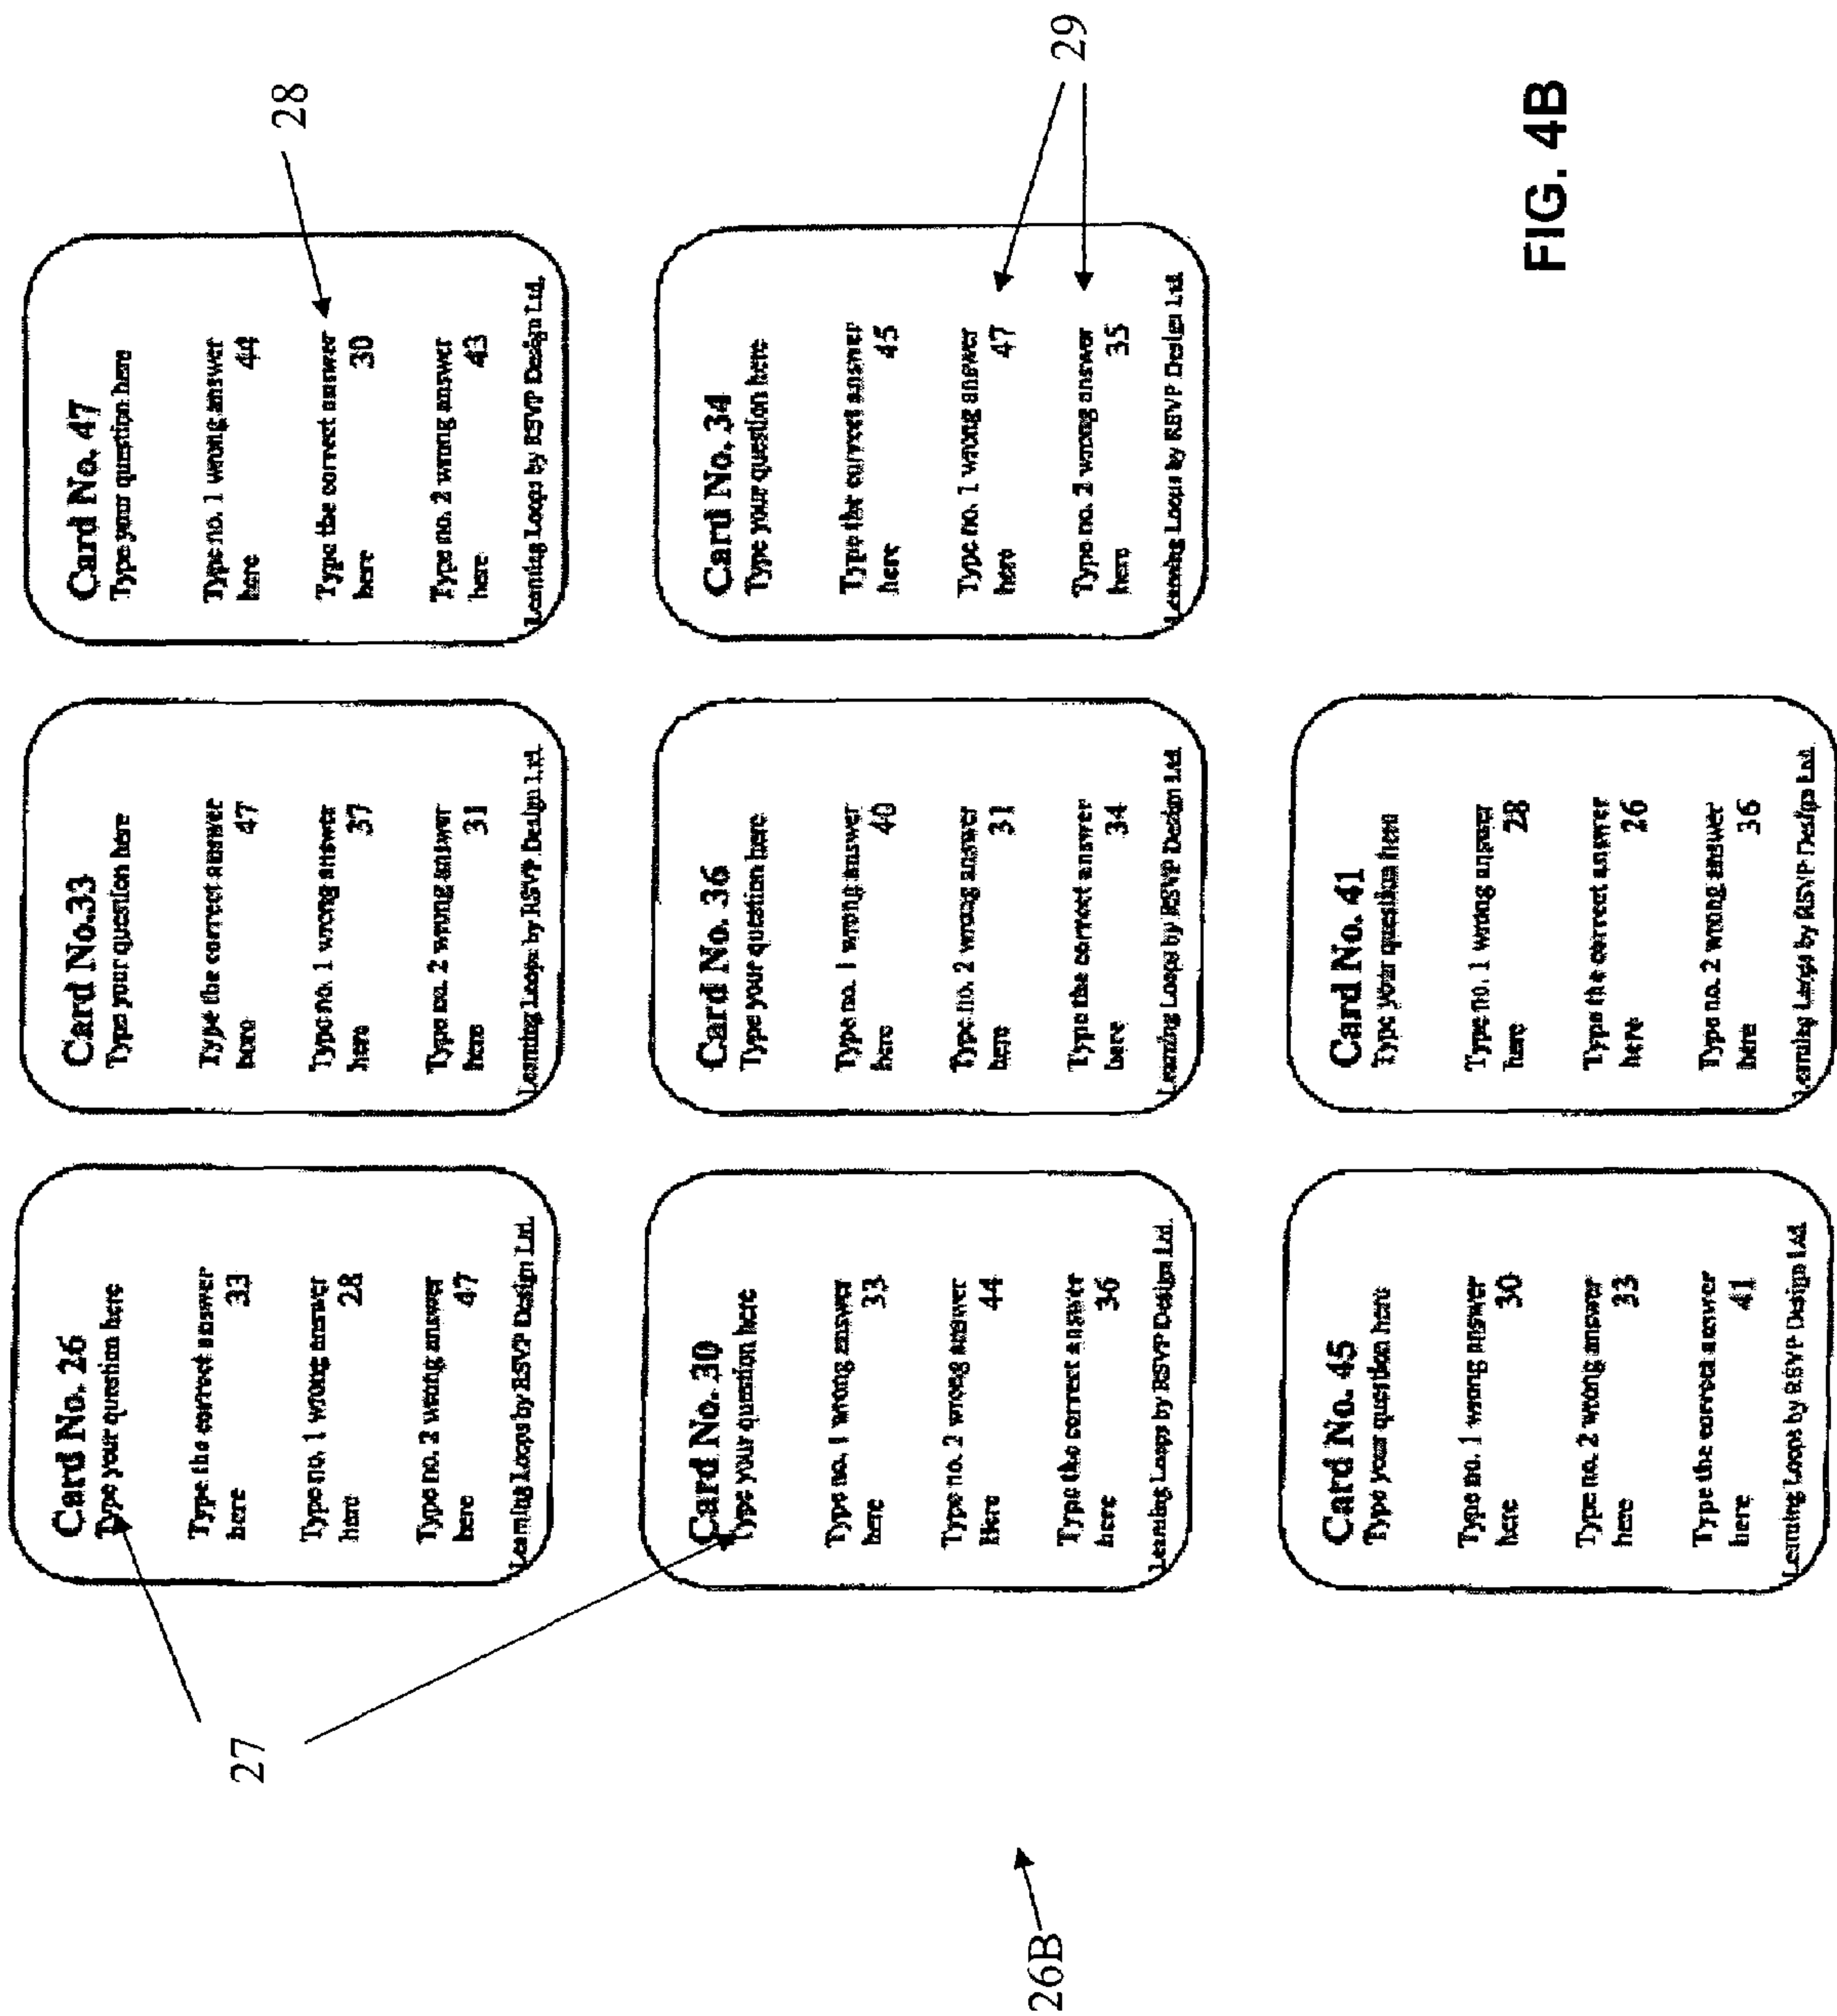 Card No. 26
Type your question here
Type the correct answer
here 33
Type no. 1 wrong answer
here 28
Type no. 2 wrong answer
here 47
Learning Loops by RSVP Design Ltd.
Card No.33
Type your question here
Type the correct answer
here 47
Type no. 1 wrong answer
here 37
Type no. 2 wrong answer
here 31
Learning Loops by RSVP Design Ltd.
Card No. 47
Type your question here
Type no. 1 wrong answer
here 44
Type the correct answer
here 30
Type no. 2 wrong answer
here 43
Learning Loops by RSVP Design Ltd.
27
28
Card No. 30
Type your question here
Type no. 1 wrong answer
here 33
Type no. 2 wrong answer
Here 44
Type the correct answer
here 36
Learning Loops by RSVP Design Ltd.
Card No. 36
Type your question here
Type no. 1 wrong answer
here 40
Type no. 2 wrong answer
here 31
Type the correct answer
here 34
Learning Loops by RSVP Design Ltd.
Card No. 34
Type your question here
Type the correct answer
here 45
Type no. 1 wrong answer
here 47
Type no. 2 wrong answer
here 35
Learning Loops by RSVP Design Ltd.
26B
29
Card No. 45
Type your question here
Type no. 1 wrong answer
here 30
Type no. 2 wrong answer
here 33
Type the correct answer
here 41
Learning Loops by RSVP Design Ltd.
Card No. 41
Type your question here
Type no. 1 wrong answer
here 28
Type the correct answer
here 26
Type no. 2 wrong answer
here 36
Learning Loops by RSVP Design Ltd.
FIG. 4B